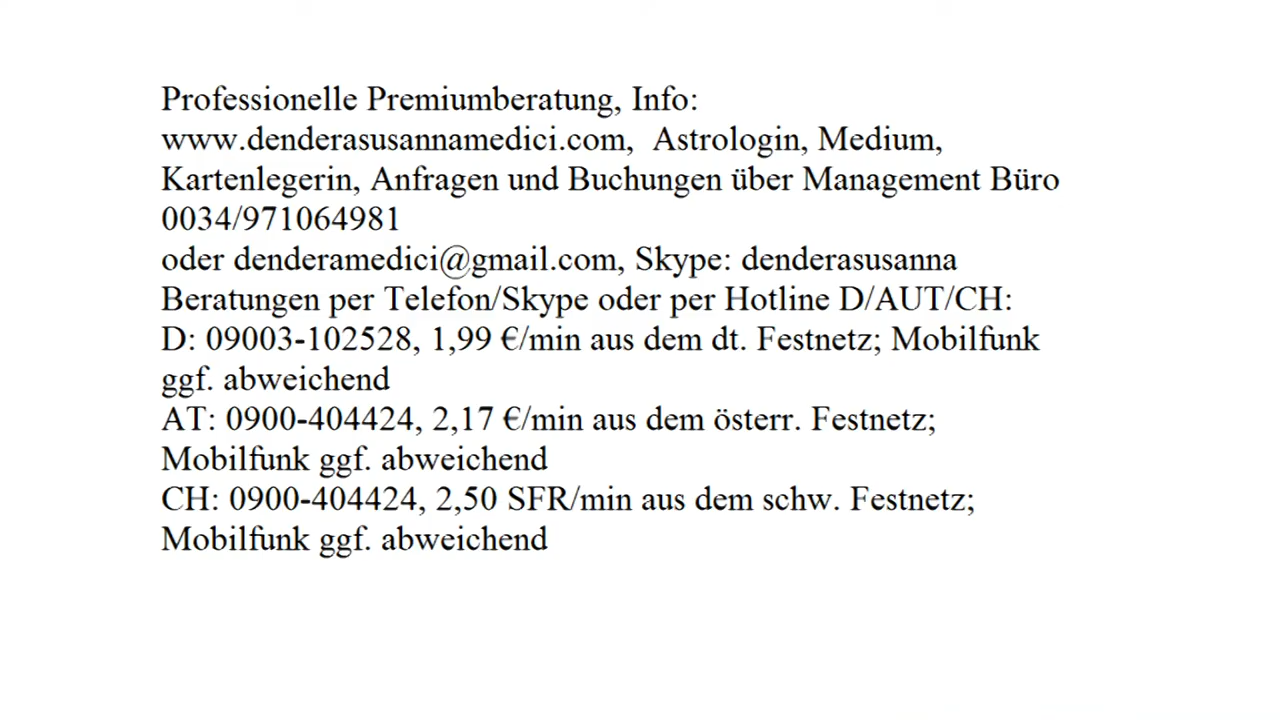 Professionelle Premiumberatung, Info:
www.denderasusannamedici.com,  Astrologin, Medium,
Kartenlegerin, Anfragen und Buchungen über Management Büro
0034/971064981
oder denderamedici@gmail.com, Skype: denderasusanna
Beratungen per Telefon/Skype oder per Hotline D/AUT/CH:
D: 09003-102528, 1,99 €/min aus dem dt. Festnetz; Mobilfunk
ggf. abweichend
AT: 0900-404424, 2,17 €/min aus dem österr. Festnetz;
Mobilfunk ggf. abweichend
CH: 0900-404424, 2,50 SFR/min aus dem schw. Festnetz;
Mobilfunk ggf. abweichend